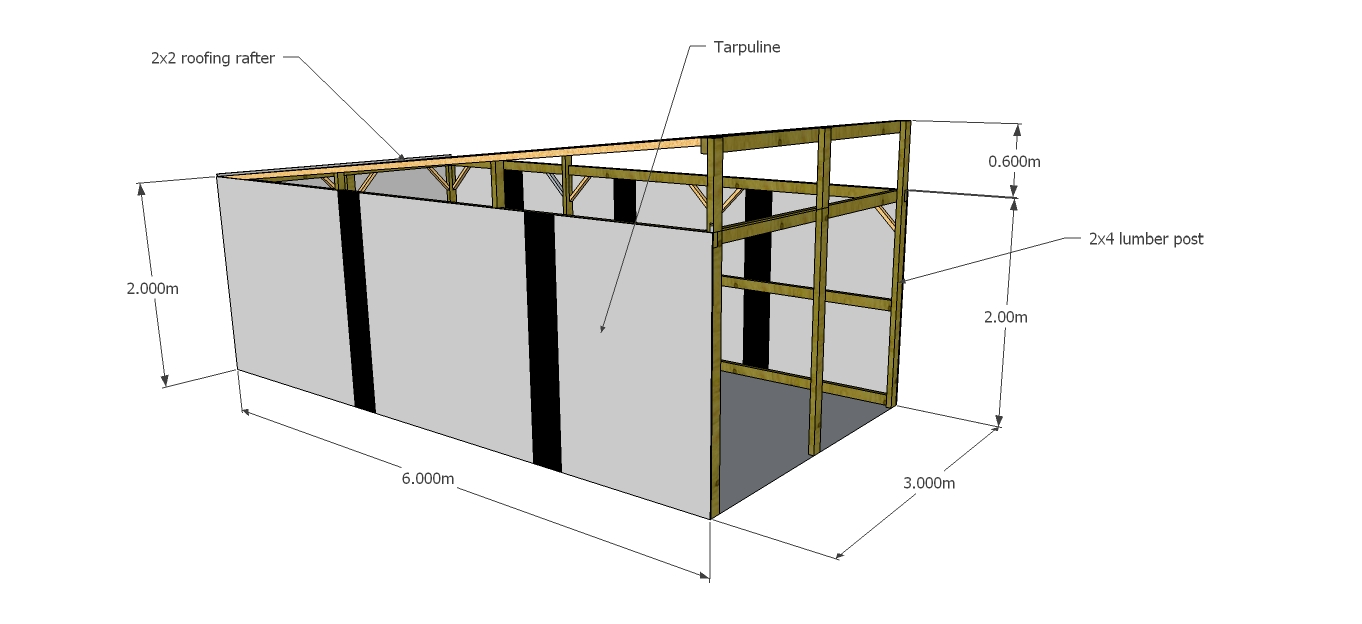 Tarpuline
2x2 roofing rafter
0.600m
2x4 lumber post
2.000m
2.00m
6.000m
3.000m